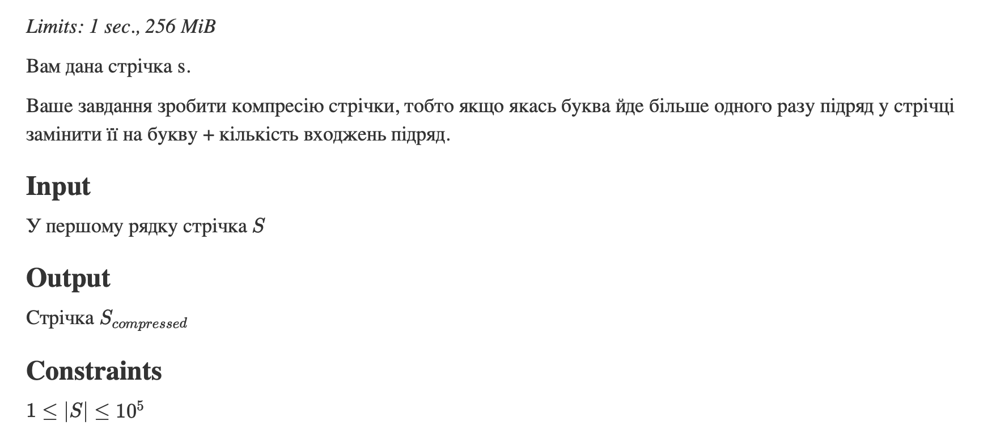 Limits: 1 sec., 256 MiB
Вам дана стрічка s.
Ваше завдання зробити компресію стрічки, тобто якщо якась буква йде більше одного разу підряд у стрічці
замінити її на букву + кількість входжень підряд.
Input
У першому рядку стрічка S
Output
Стрічка S_{compressed}
Constraints
1 ≤ |S| ≤ 10^5